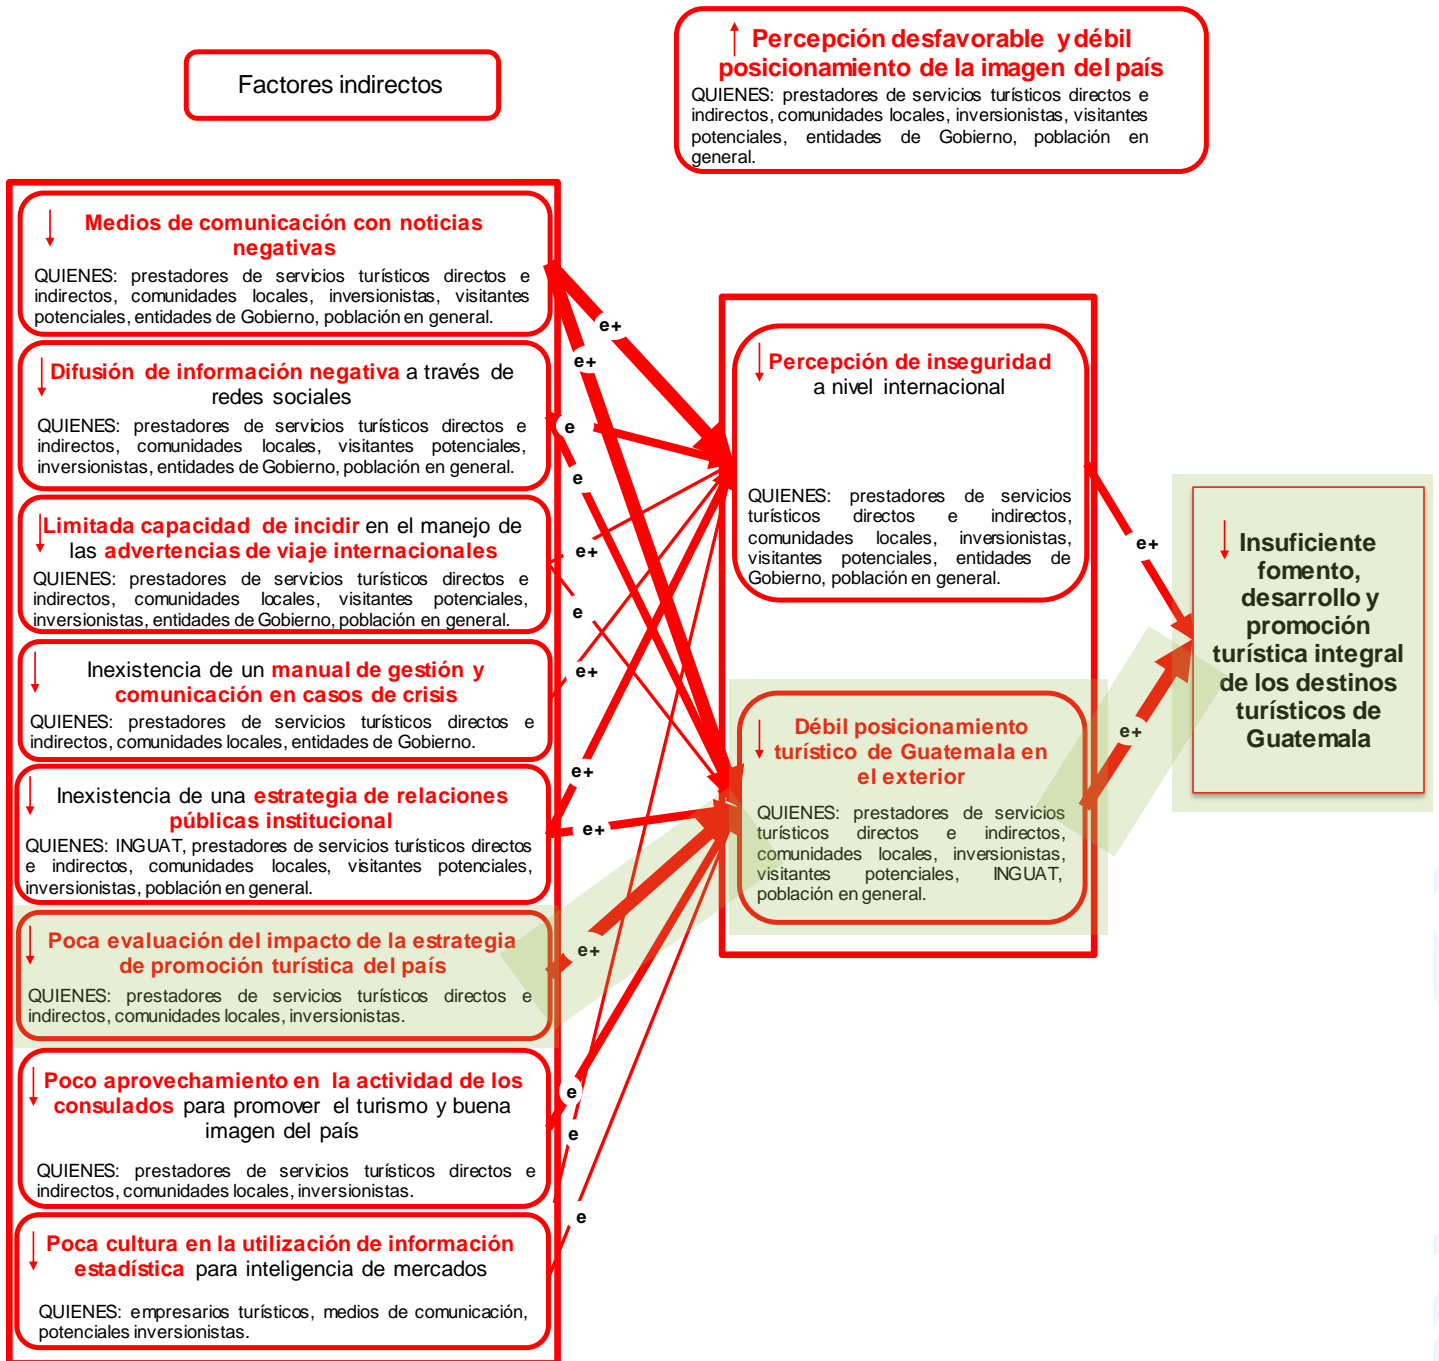 Percepción desfavorable y débil
posicionamiento de la imagen del país
QUIENES: prestadores de servicios turísticos directos e
indirectos, comunidades locales, inversionistas, visitantes
potenciales, entidades de Gobierno, población en
general.
Factores indirectos
Medios de comunicación con noticias
negativas
QUIENES: prestadores de servicios turísticos directos e
indirectos, comunidades locales, inversionistas, visitantes
potenciales, entidades de Gobierno, población en general.
Difusión de información negativa a través de
redes sociales
QUIENES: prestadores de servicios turísticos directos e
indirectos, comunidades locales, visitantes potenciales,
inversionistas, entidades de Gobierno, población en general.
Limitada capacidad de incidir en el manejo de
las advertencias de viaje internacionales
QUIENES: prestadores de servicios turísticos directos e
indirectos, comunidades locales, visitantes potenciales,
inversionistas, entidades de Gobierno, población en general.
Inexistencia de un manual de gestión y
comunicación en casos de crisis
QUIENES: prestadores de servicios turísticos directos e
indirectos, comunidades locales, entidades de Gobierno.
Inexistencia de una estrategia de relaciones
públicas institucional
QUIENES: INGUAT, prestadores de servicios turísticos directos
e indirectos, comunidades locales, visitantes potenciales,
inversionistas, población en general.
Poca evaluación del impacto de la estrategia
de promoción turística del país
QUIENES: prestadores de servicios turísticos directos e
indirectos, comunidades locales, inversionistas.
Poco aprovechamiento en la actividad de los
consulados para promover el turismo y buena
imagen del país
QUIENES: prestadores de servicios turísticos directos e
indirectos, comunidades locales, inversionistas.
Poca cultura en la utilización de información
estadística para inteligencia de mercados
QUIENES: empresarios turísticos, medios de comunicación,
potenciales inversionistas.
e+
e+
e
e
e+
e
e+
e+
e+
e+
e
e
e
Percepción de inseguridad
a nivel internacional
QUIENES: prestadores de servicios
turísticos directos e indirectos,
comunidades locales, inversionistas,
visitantes potenciales, entidades de
Gobierno, población en general.
Débil posicionamiento
turístico de Guatemala en
el exterior
QUIENES: prestadores de servicios
turísticos directos e indirectos,
comunidades locales, inversionistas,
visitantes potenciales, INGUAT,
población en general.
e+
e+
Insuficiente
fomento,
desarrollo y
promoción
turística integral
de los destinos
turísticos de
Guatemala